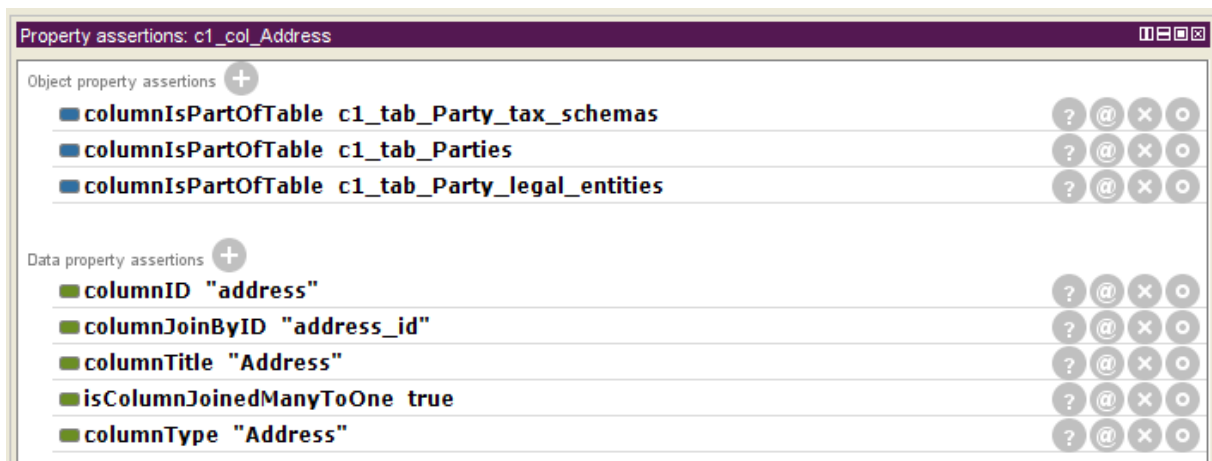 Property assertions: c1_col_Address
Object property assertions
columnIsPartOfTable c1_tab_Party_tax_schemas
columnIsPartOfTable c1_tab_Parties
columnIsPartOfTable c1_tab_Party_legal_entities
Data property assertions
columnID "address"
columnJoinByID "address_id"
columnTitle "Address"
isColumnJoinedManyToOne true
columnType "Address"